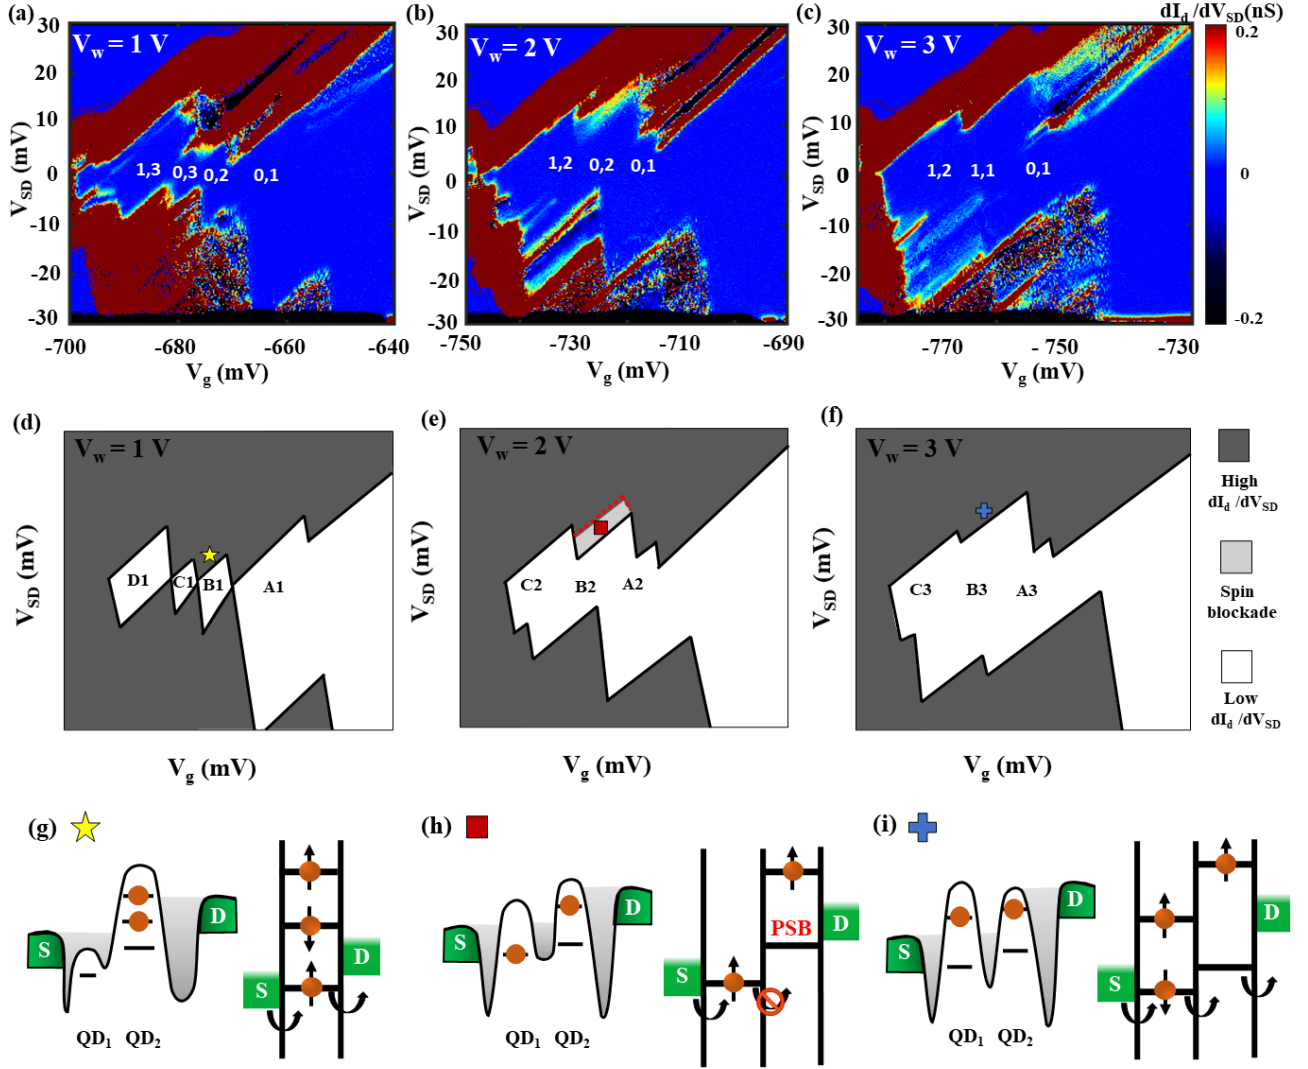 (a)
V_w = 1 V
30
20
10
0
-10
-20
-30
V_SD (mV)
1,3
0,3
0,2
0,1
-700
-680
-660
-640
V_g (mV)
(b)
V_w = 2 V
30
20
10
0
-10
-20
-30
V_SD (mV)
1,2
0,2
0,1
-750
-730
-710
-690
V_g (mV)
(c)
V_w = 3 V
30
20
10
0
-10
-20
-30
V_SD (mV)
1,2
1,1
0,1
-770
-750
-730
V_g (mV)
dI_d /dV_SD(nS)
0.2
0
-0.2
(d)
V_w = 1 V
D1
C1
B1
A1
V_SD (mV)
V_g (mV)
(e)
V_w = 2 V
C2
B2
A2
V_SD (mV)
V_g (mV)
(f)
V_w = 3 V
C3
B3
A3
V_SD (mV)
V_g (mV)
High
dI_d /dV_SD
Spin
blockade
Low
dI_d /dV_SD
(g)
S
D
QD₁
QD₂
S
D
(h)
S
D
QD₁
QD₂
PSB
S
D
(i)
S
D
QD₁
QD₂
S
D